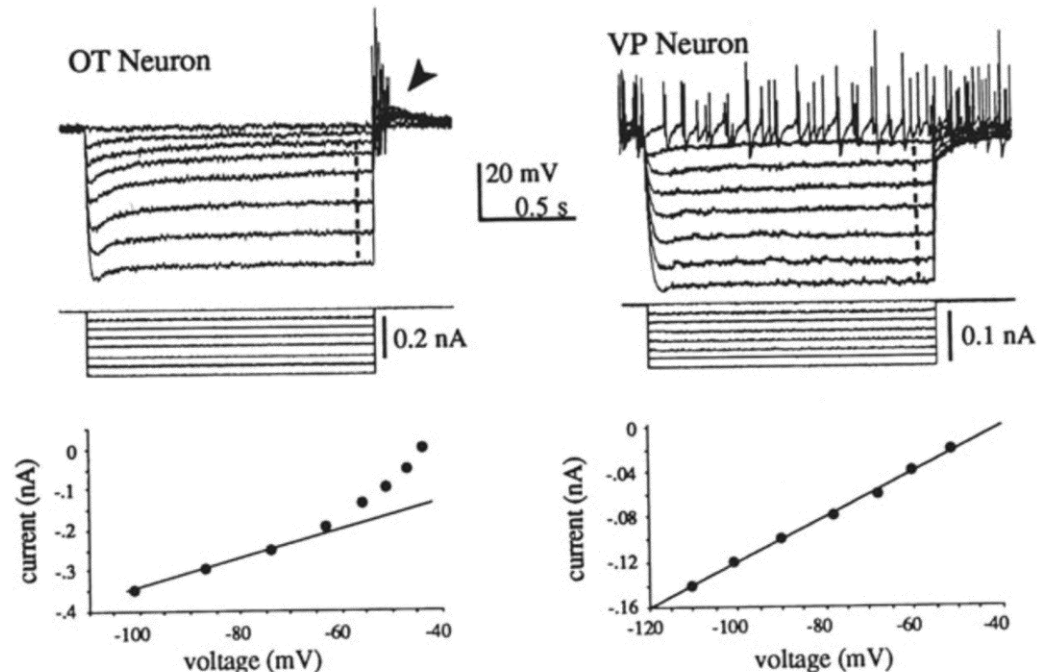 OT Neuron
VP Neuron
20 mV
0.5 s
0.2 nA
0.1 nA
current (nA)
0
-.1
-.2
-.3
-.4
-100
-80
-60
-40
voltage (mV)
current (nA)
0
-.04
-.08
-.12
-.16
-120
-100
-80
-60
-40
voltage (mV)